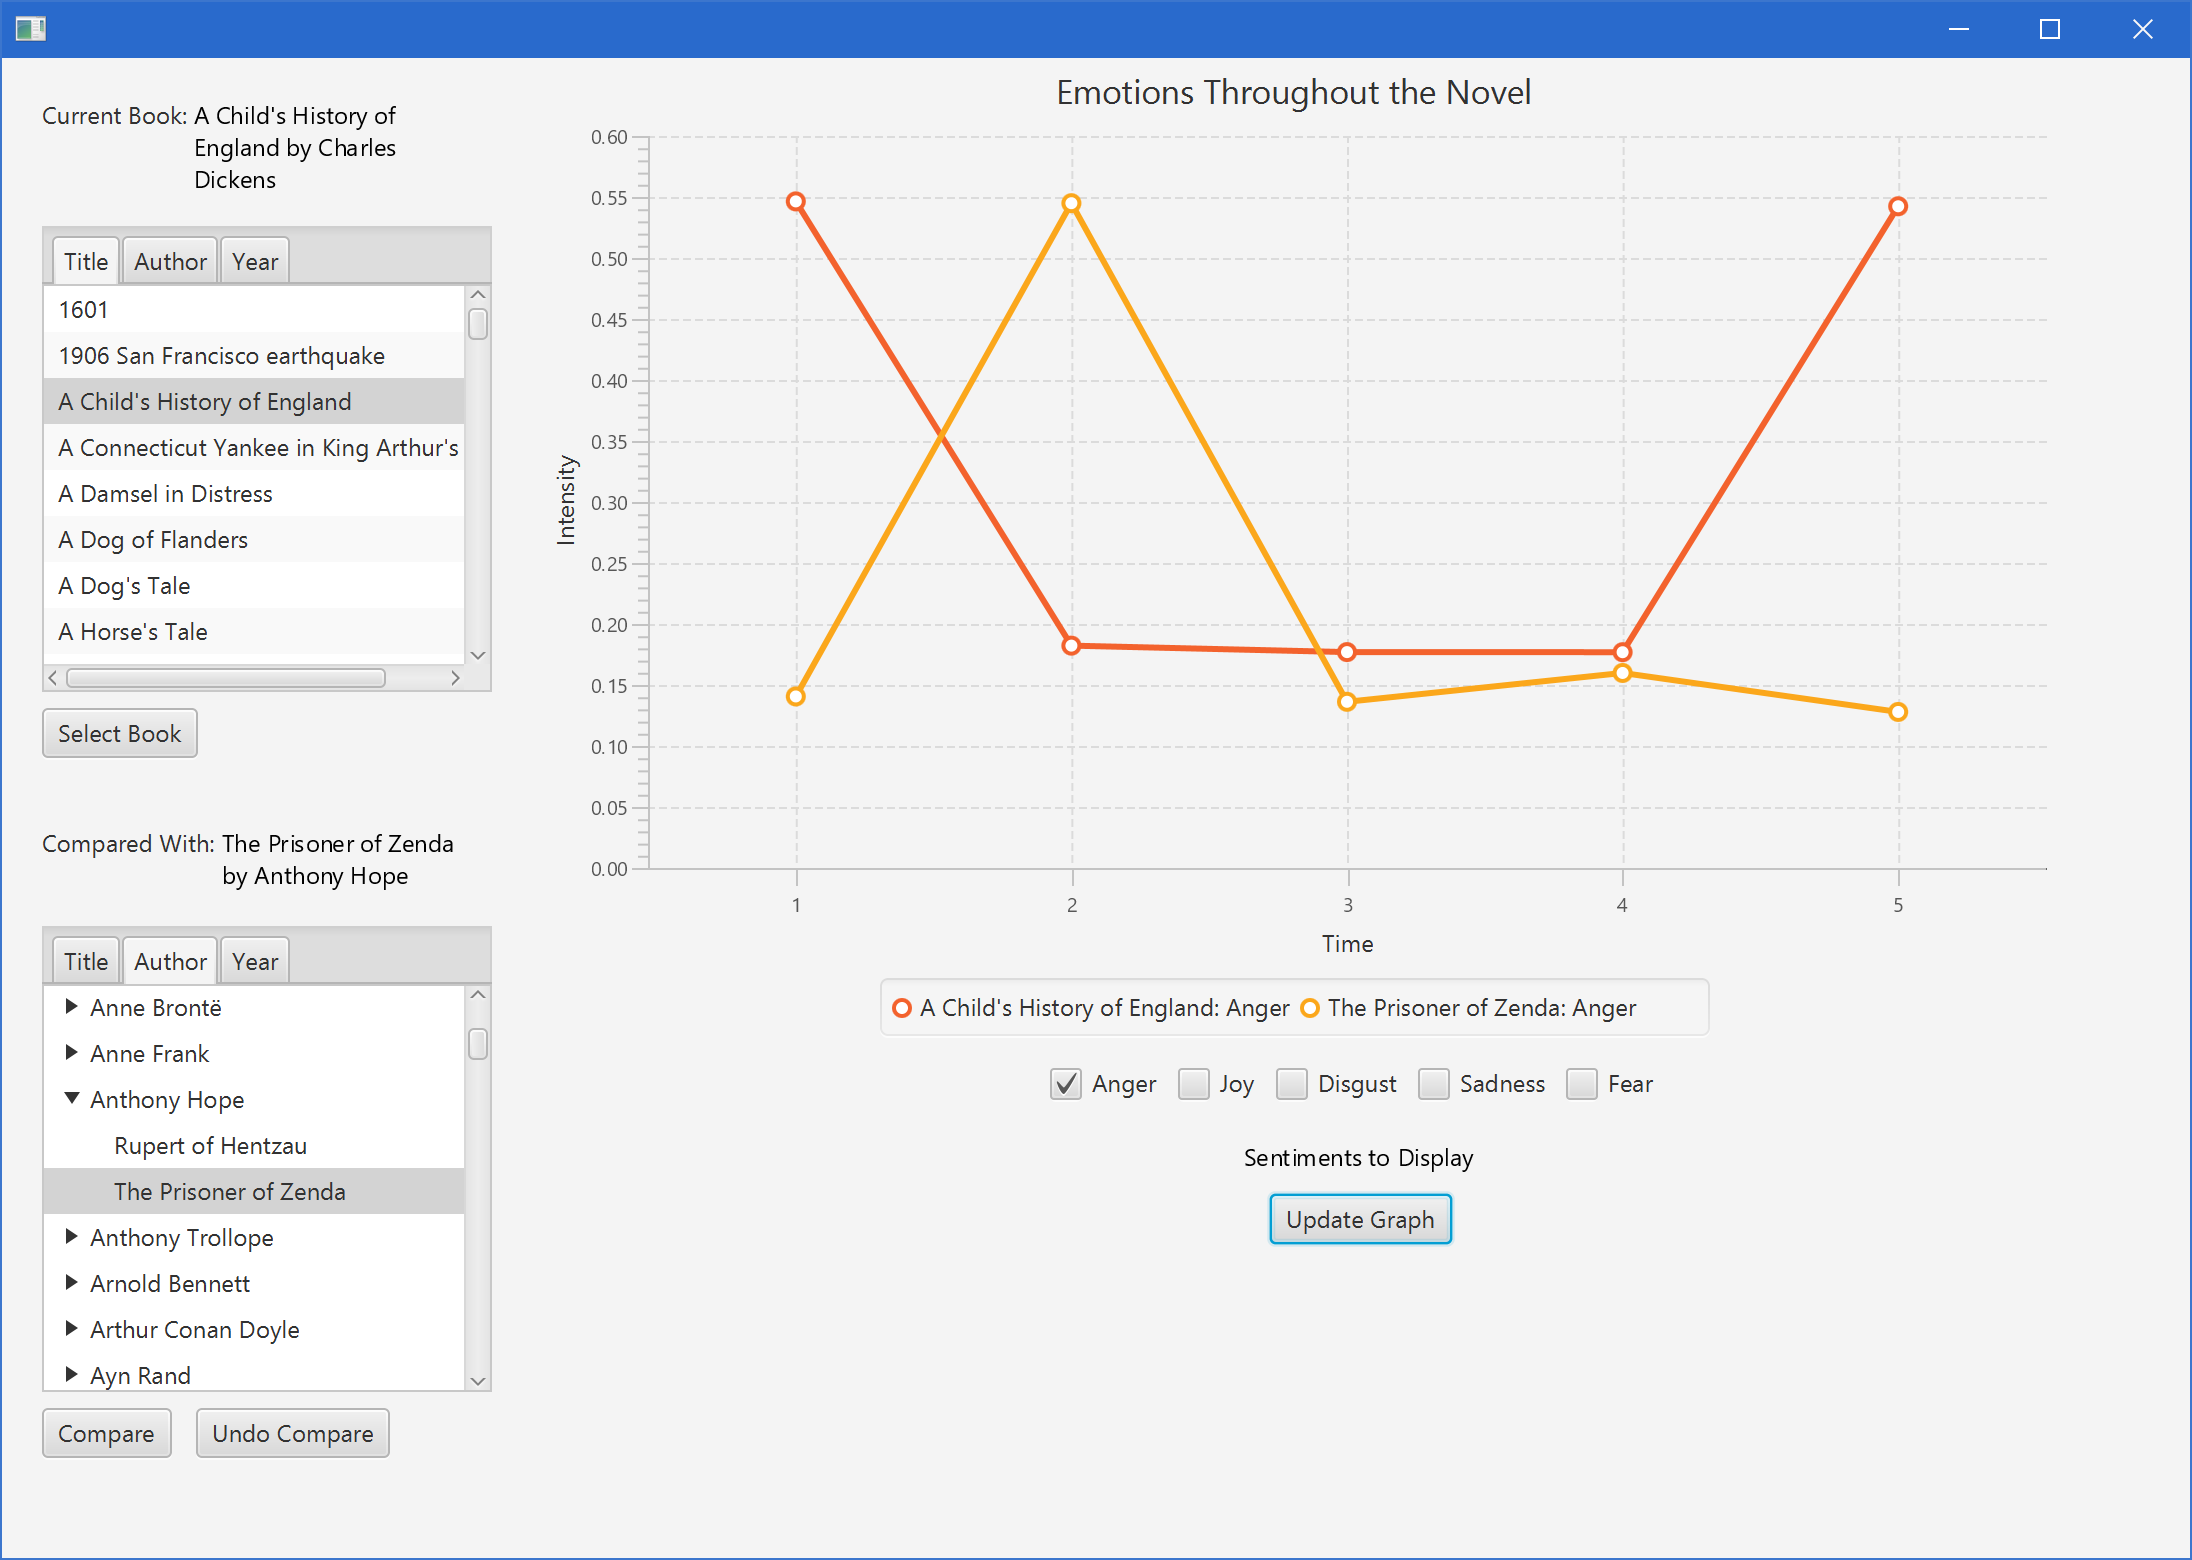 Current Book: A Child's History of
England by Charles
Dickens
Title Author Year
1601
1906 San Francisco earthquake
A Child's History of England
A Connecticut Yankee in King Arthur's
A Damsel in Distress
A Dog of Flanders
A Dog's Tale
A Horse's Tale
Select Book
Compared With: The Prisoner of Zenda
by Anthony Hope
Title Author Year
Anne Brontë
Anne Frank
Anthony Hope
Rupert of Hentzau
The Prisoner of Zenda
Anthony Trollope
Arnold Bennett
Arthur Conan Doyle
Ayn Rand
Compare Undo Compare
Emotions Throughout the Novel
Intensity
0.60
0.55
0.50
0.45
0.40
0.35
0.30
0.25
0.20
0.15
0.10
0.05
0.00
1 2 3 4 5
Time
A Child's History of England: Anger The Prisoner of Zenda: Anger
Anger Joy Disgust Sadness Fear
Sentiments to Display
Update Graph